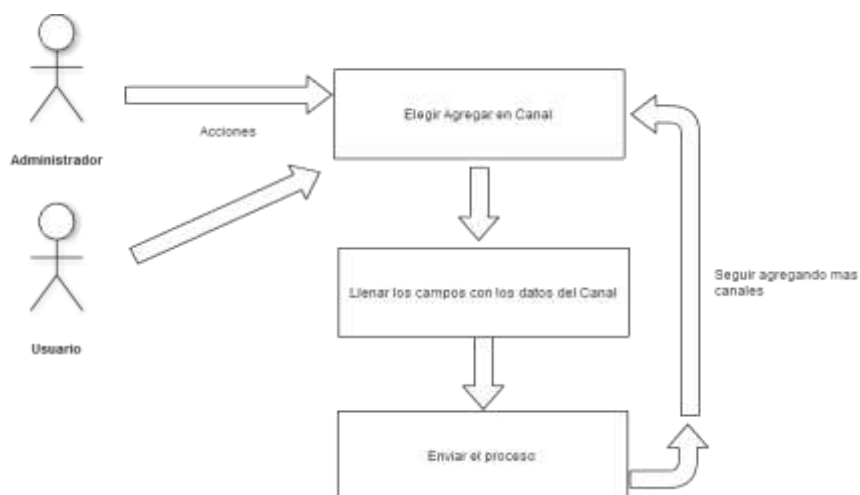 Elegir Agregar en Canal
Acciones
Administrador
Llenar los campos con los datos del Canal
Seguir agregando mas
canales
Usuario
Enviar el proceso